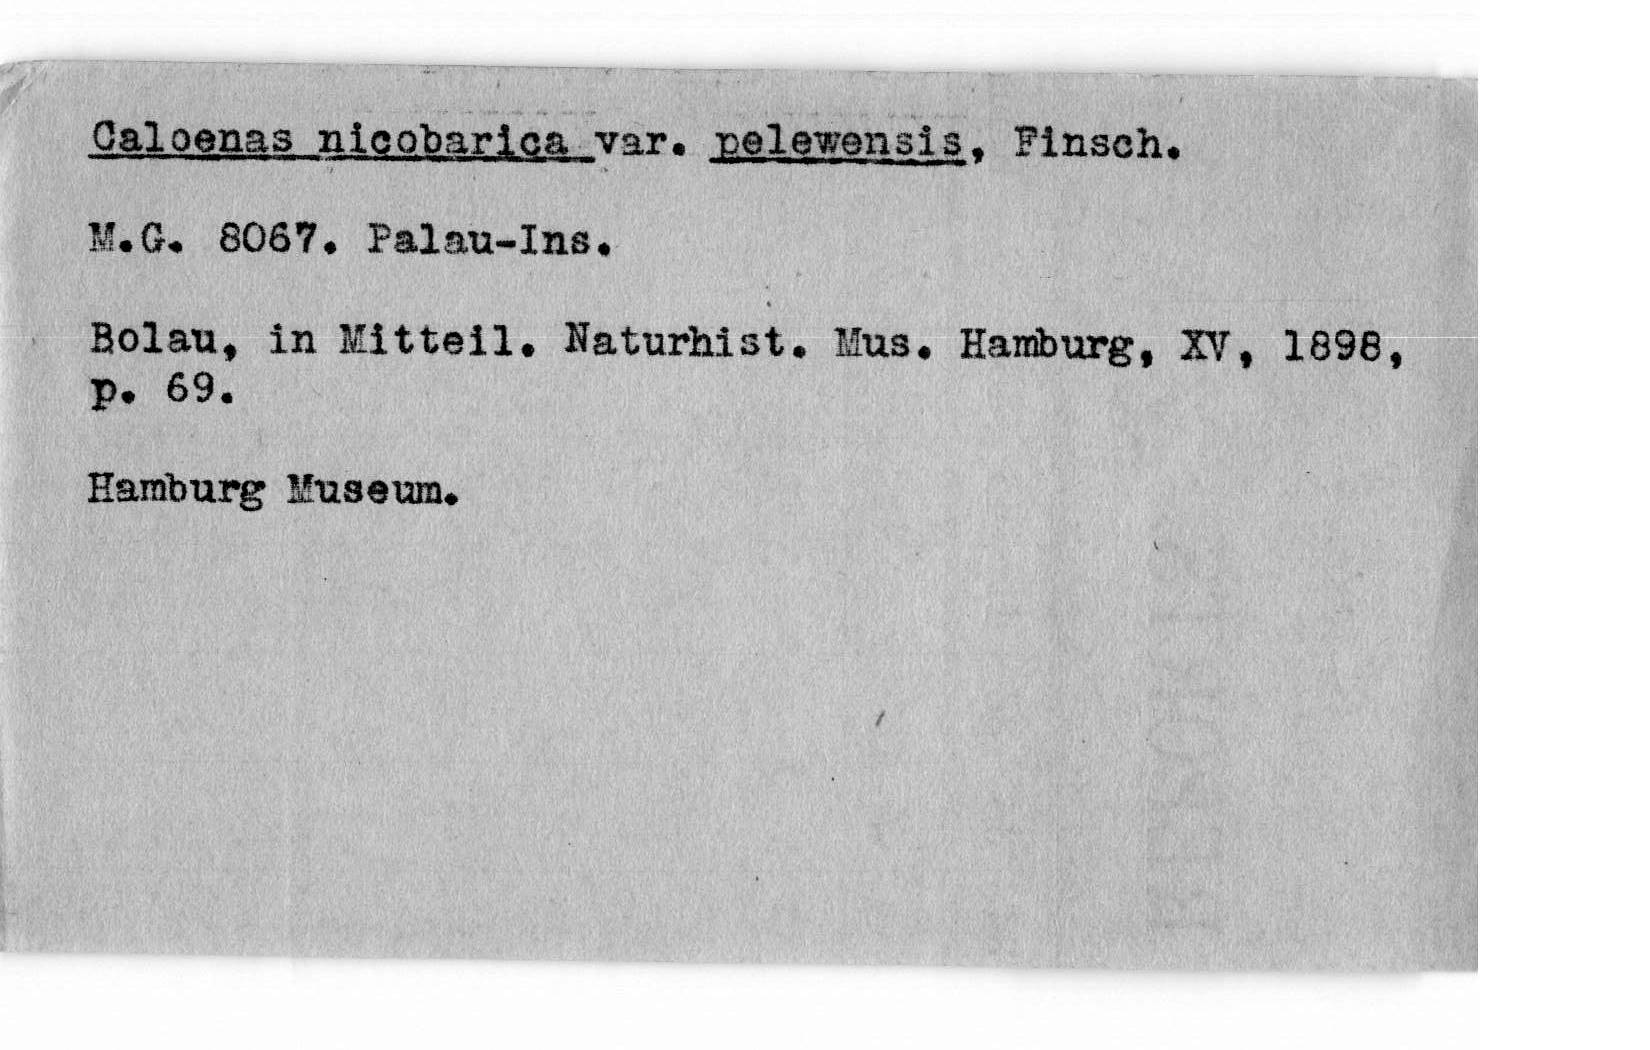 Caloenas nicobarica var. pelewensis, Finsch.
M.G. 8067. Palau-Ins.
Bolau, in Mitteil. Naturhist. Mus. Hamburg, XV, 1898,
p. 69.
Hamburg Museum.